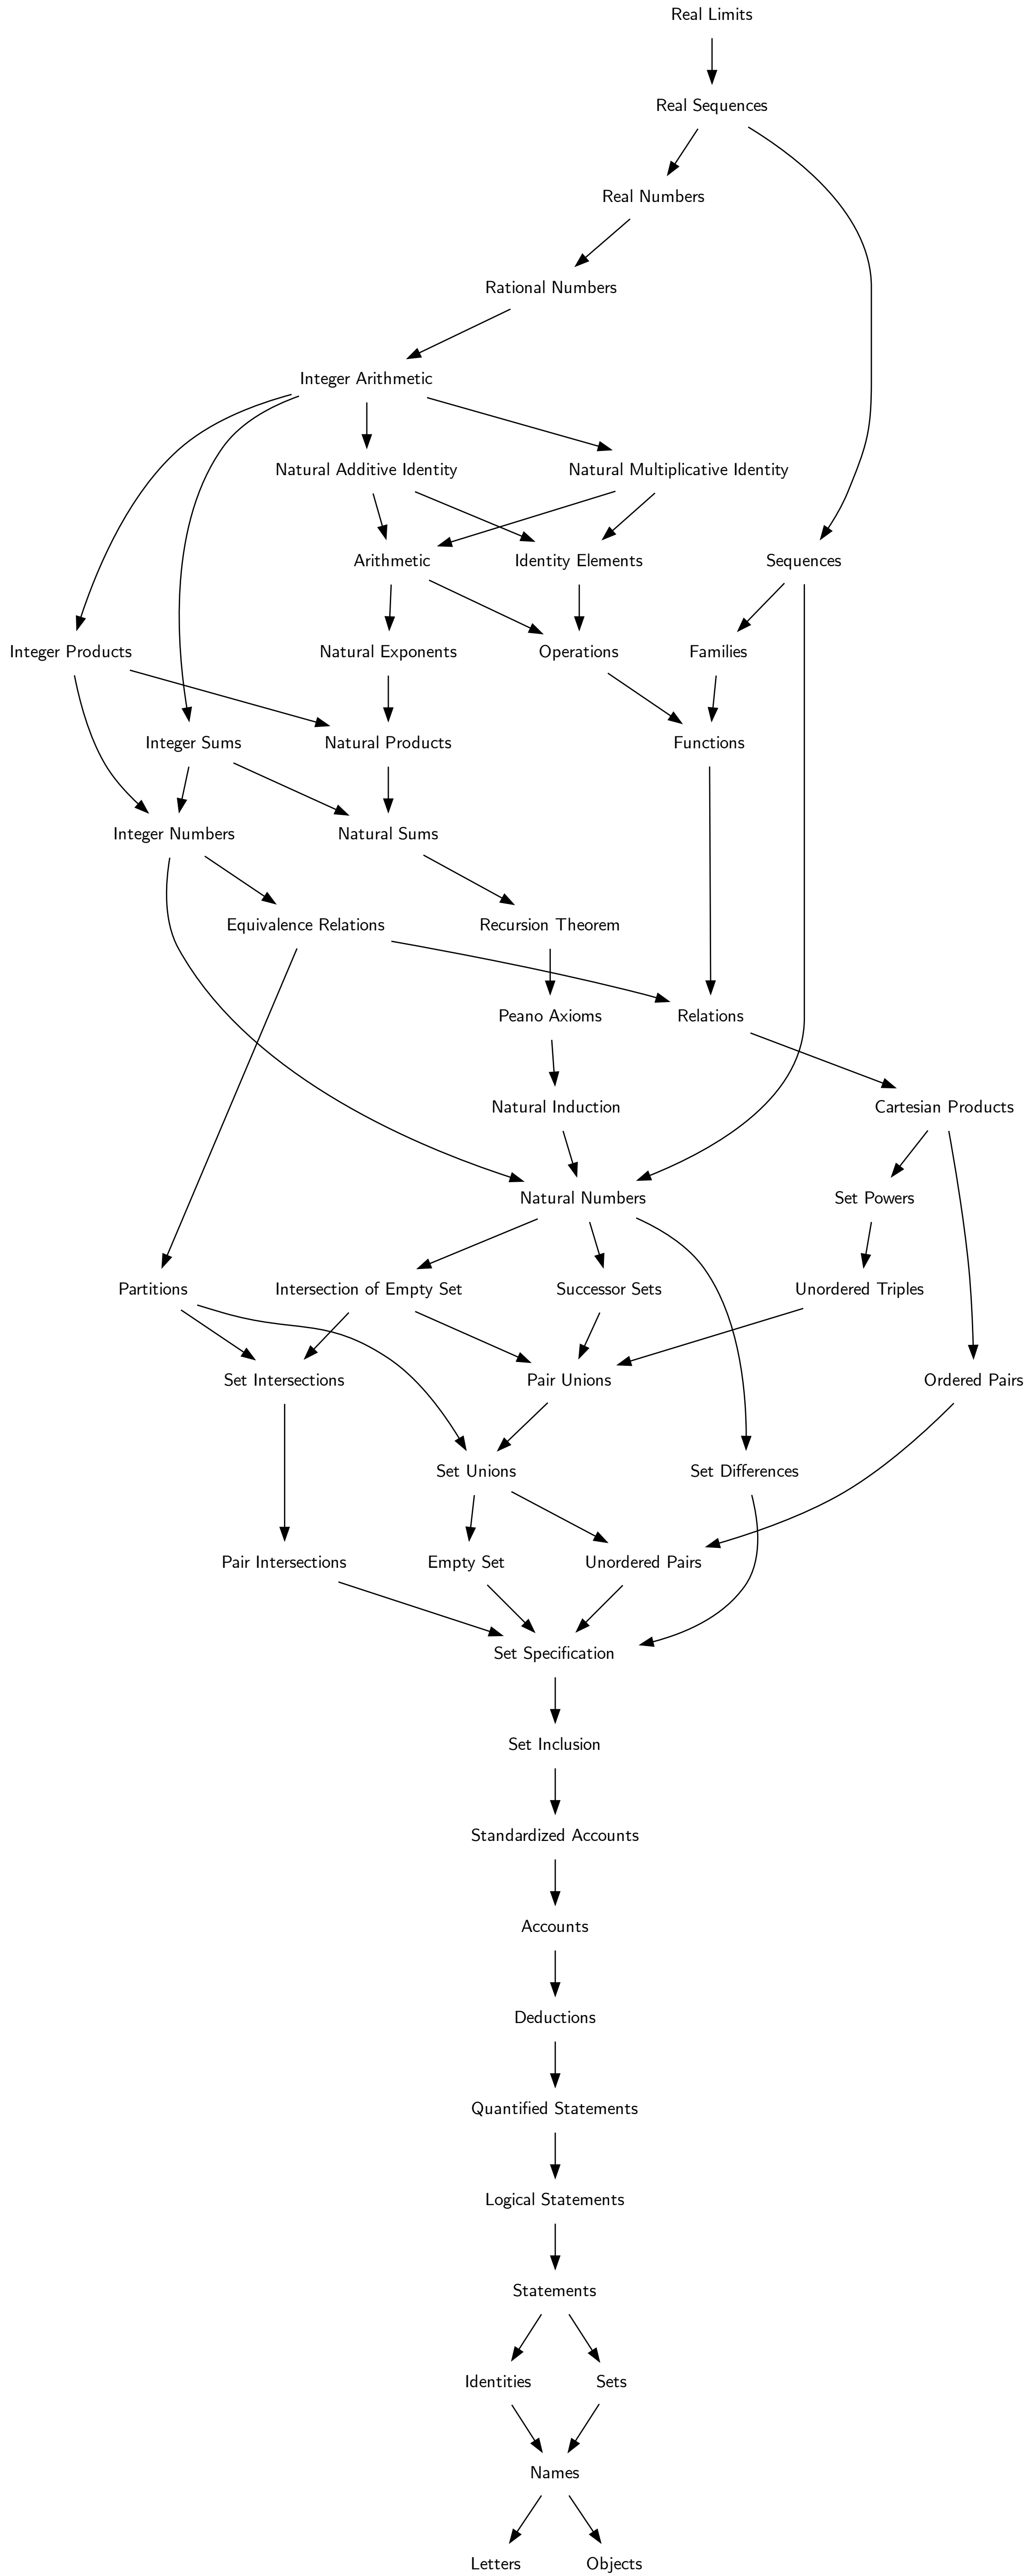 Real Limits
Real Sequences
Real Numbers
Rational Numbers
Integer Arithmetic
Natural Additive Identity
Natural Multiplicative Identity
Arithmetic
Identity Elements
Sequences
Integer Products
Natural Exponents
Operations
Families
Integer Sums
Natural Products
Functions
Integer Numbers
Natural Sums
Equivalence Relations
Recursion Theorem
Peano Axioms
Relations
Natural Induction
Cartesian Products
Natural Numbers
Set Powers
Partitions
Intersection of Empty Set
Successor Sets
Unordered Triples
Set Intersections
Pair Unions
Ordered Pairs
Set Unions
Set Differences
Pair Intersections
Empty Set
Unordered Pairs
Set Specification
Set Inclusion
Standardized Accounts
Accounts
Deductions
Quantified Statements
Logical Statements
Statements
Identities
Sets
Names
Letters
Objects